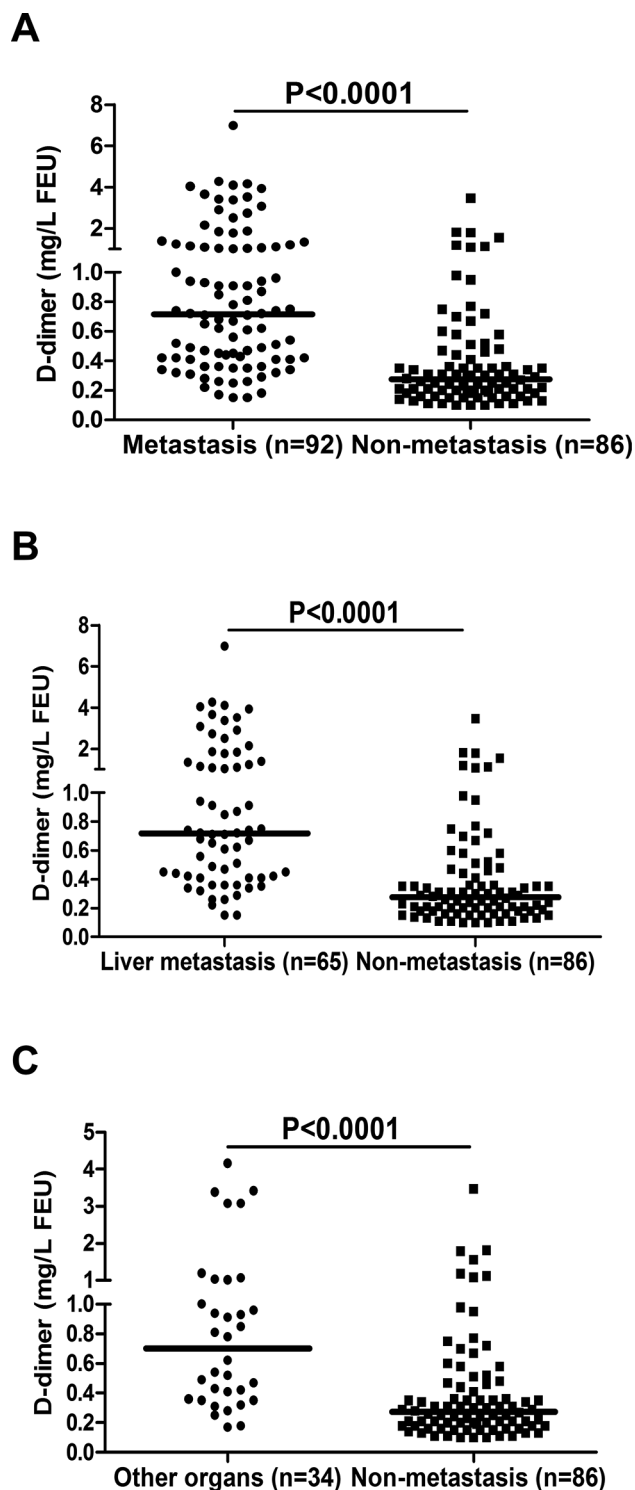 A
P<0.0001
D-dimer (mg/L FEU)
8
6
4
2
1.0
0.8
0.6
0.4
0.2
0.0
Metastasis (n=92) Non-metastasis (n=86)
B
P<0.0001
D-dimer (mg/L FEU)
8
6
4
2
1.0
0.8
0.6
0.4
0.2
0.0
Liver metastasis (n=65) Non-metastasis (n=86)
C
P<0.0001
D-dimer (mg/L FEU)
5
4
3
2
1
1.0
0.8
0.6
0.4
0.2
0.0
Other organs (n=34) Non-metastasis (n=86)